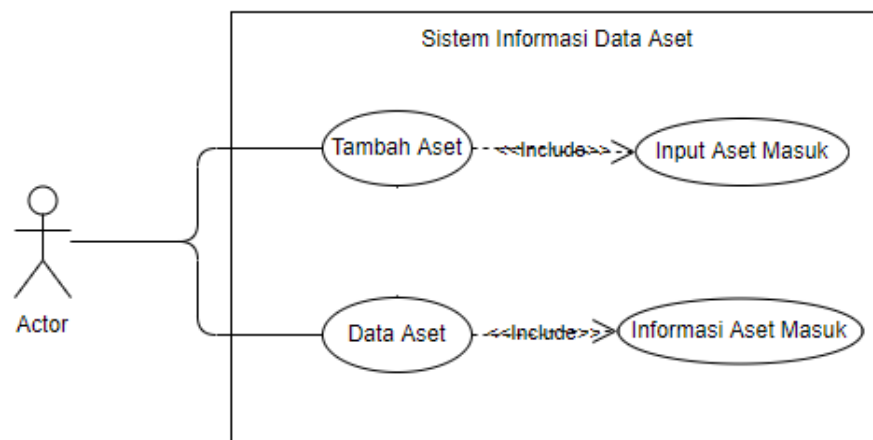 Sistem Informasi Data Aset
Tambah Aset
<<Include>>
Input Aset Masuk
Actor
Data Aset
<<Include>>
Informasi Aset Masuk